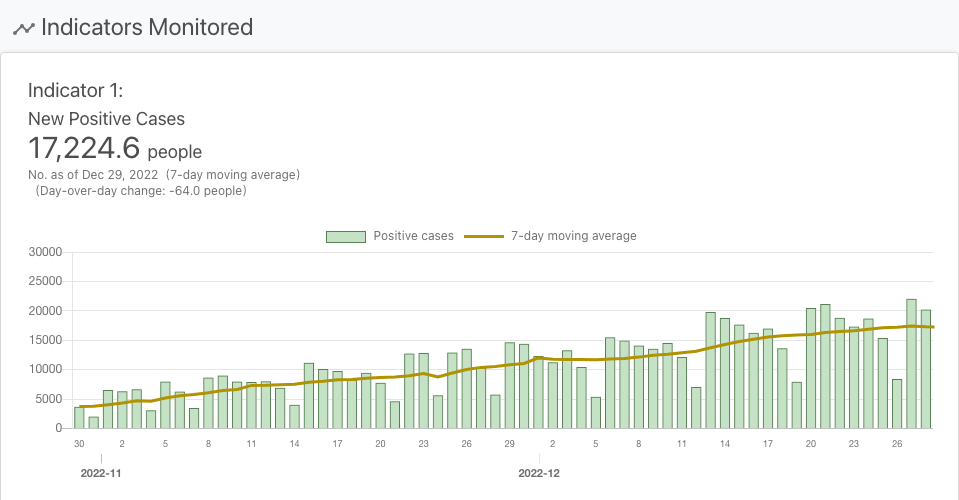 Indicators Monitored
Indicator 1:
New Positive Cases
17,224.6 people
No. as of Dec 29, 2022 (7-day moving average)
(Day-over-day change: -64.0 people)
Positive cases 7-day moving average
30000
25000
20000
15000
10000
5000
0
30 2 5 8 11 14 17 20 23 26 29 2 5 8 11 14 17 20 23 26
2022-11 2022-12